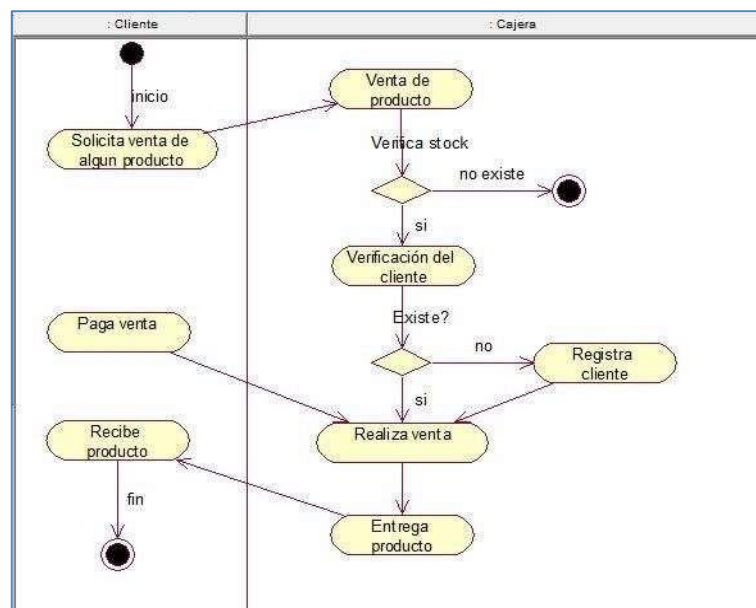 : Cliente
: Cajera
inicio
Solicita venta de
algun producto
Venta de
producto
Verifica stock
no existe
si
Verificación del
cliente
Existe?
no
Registra
cliente
si
Paga venta
Realiza venta
Recibe
producto
fin
Entrega
producto